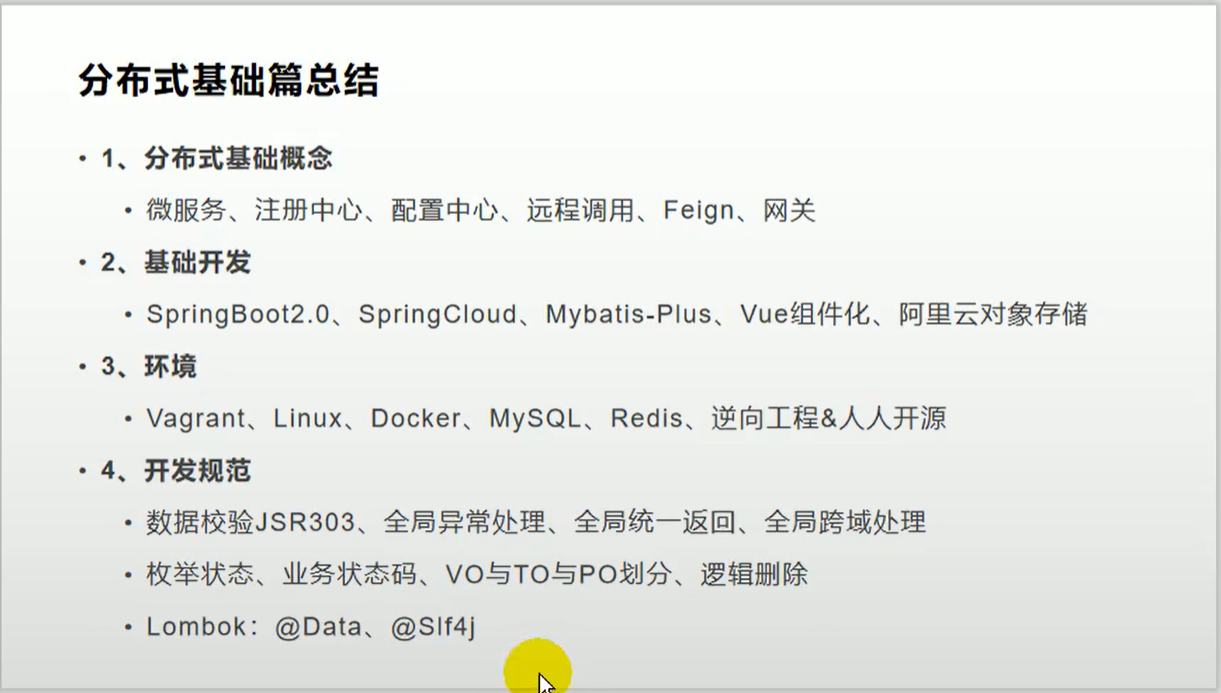 分布式基础篇总结
• 1、分布式基础概念
• 微服务、注册中心、配置中心、远程调用、Feign、网关
• 2、基础开发
• SpringBoot2.0、SpringCloud、Mybatis-Plus、Vue组件化、阿里云对象存储
• 3、环境
• Vagrant、Linux、Docker、MySQL、Redis、逆向工程&人人开源
• 4、开发规范
• 数据校验JSR303、全局异常处理、全局统一返回、全局跨域处理
• 枚举状态、业务状态码、VO与TO与PO划分、逻辑删除
• Lombok：@Data、@Slf4j